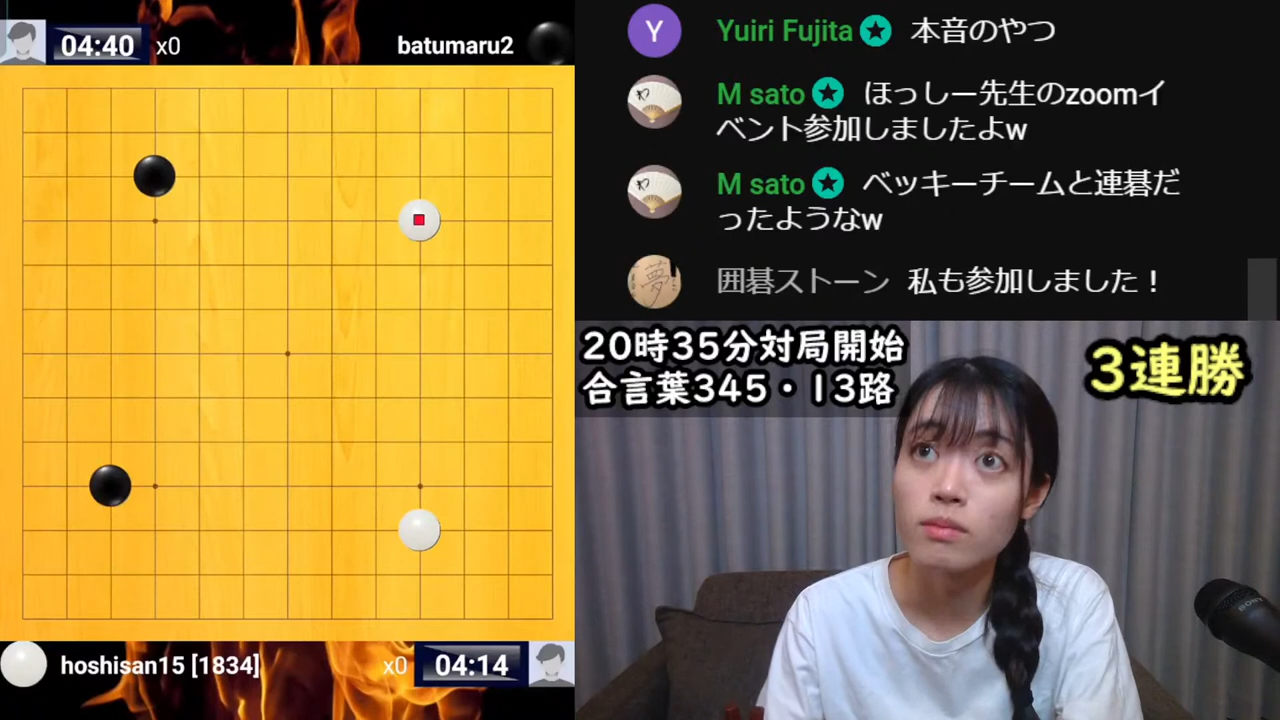 04:40
x0
batumaru2
hoshisan15 [1834]
x0
04:14
Y
Yuiri Fujita 本音のやつ
M sato ほっしー先生のzoomイ
ベント参加しましたよw
M sato ベッキーチームと連碁だ
ったようなw
夢
囲碁ストーン 私も参加しました！
20時35分対局開始
合言葉345・13路
3連勝
SONY